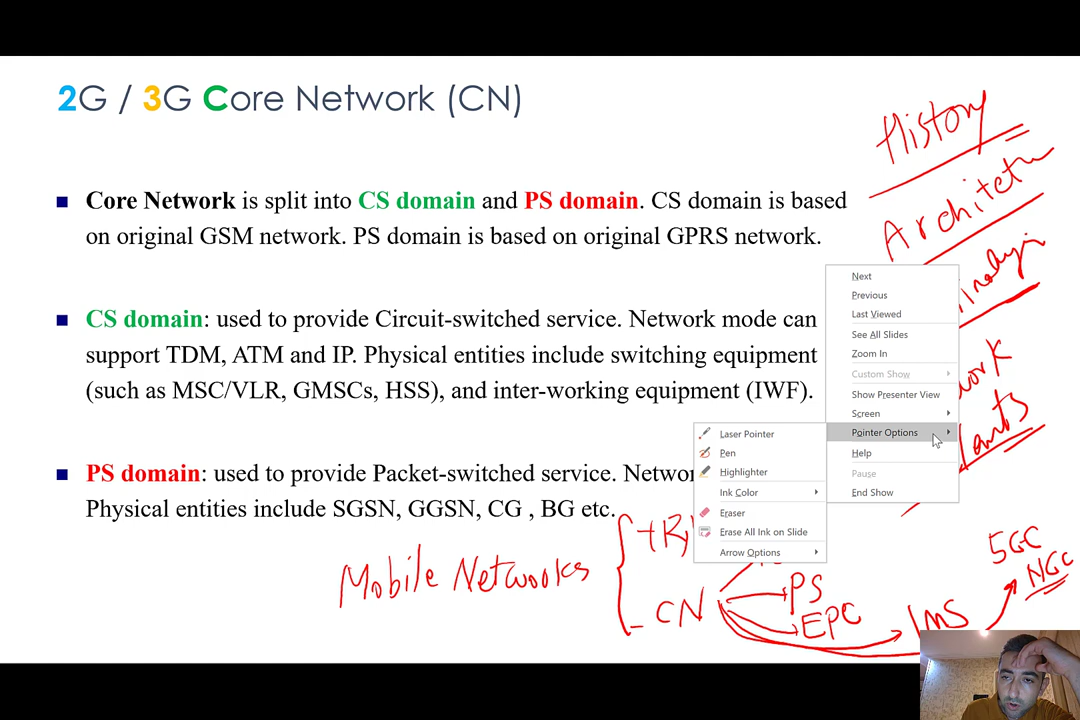 2G / 3G Core Network (CN)
Core Network is split into CS domain and PS domain. CS domain is based
on original GSM network. PS domain is based on original GPRS network.
CS domain: used to provide Circuit-switched service. Network mode can
support TDM, ATM and IP. Physical entities include switching equipment
(such as MSC/VLR, GMSCs, HSS), and inter-working equipment (IWF).
PS domain: used to provide Packet-switched service.
Physical entities include SGSN, GGSN, CG , BG etc.
History
Architectu
Next
Previous
Last Viewed
See All Slides
Zoom In
Custom Show
Show Presenter View
Screen
Pointer Options
Help
Pause
End Show
Laser Pointer
Pen
Highlighter
Ink Color
Eraser
Erase All Ink on Slide
Arrow Options
Mobile Networks
CN
PS
EPC
IMS
5GC
NGC